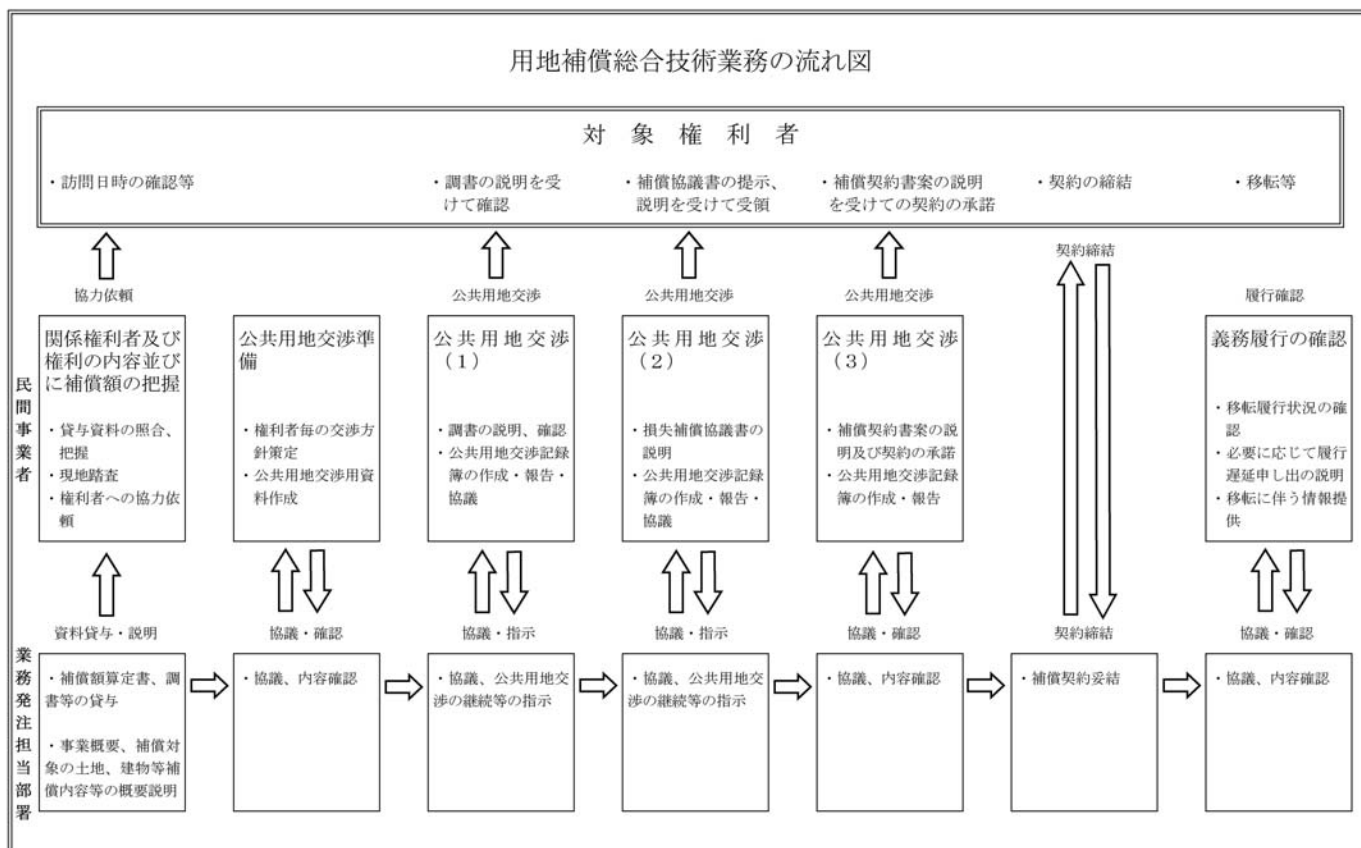 用地補償総合技術業務の流れ図
対象権利者
・訪問日時の確認等
・調書の説明を受
けて確認
・補償協議書の提示、
説明を受けて受領
・補償契約書案の説明
を受けての契約の承諾
・契約の締結
・移転等
協力依頼
公共用地交渉
公共用地交渉
公共用地交渉
契約締結
履行確認
民間事業者
関係権利者及び
権利の内容並び
に補償額の把握
・貸与資料の照合、
把握
・現地踏査
・権利者への協力依
頼
公共用地交渉準
備
・権利者毎の交渉方
針策定
・公共用地交渉用資
料作成
公共用地交渉
(1)
・調書の説明、確認
・公共用地交渉記録
簿の作成・報告・
協議
公共用地交渉
(2)
・損失補償協議書の
説明
・公共用地交渉記録
簿の作成・報告・
協議
公共用地交渉
(3)
・補償契約書案の説
明及び契約の承諾
・公共用地交渉記録
簿の作成・報告
義務履行の確認
・移転履行状況の確
認
・必要に応じて履行
遅延申し出の説明
・移転に伴う情報提
供
資料貸与・説明
協議・確認
協議・指示
協議・指示
協議・確認
契約締結
協議・確認
業務発注担当部署
・補償額算定書、調
書等の貸与
・事業概要、補償対
象の土地、建物等補
償内容等の概要説明
・協議、内容確認
・協議、公共用地交
渉の継続等の指示
・協議、公共用地交
渉の継続等の指示
・協議、内容確認
・補償契約妥結
・協議、内容確認